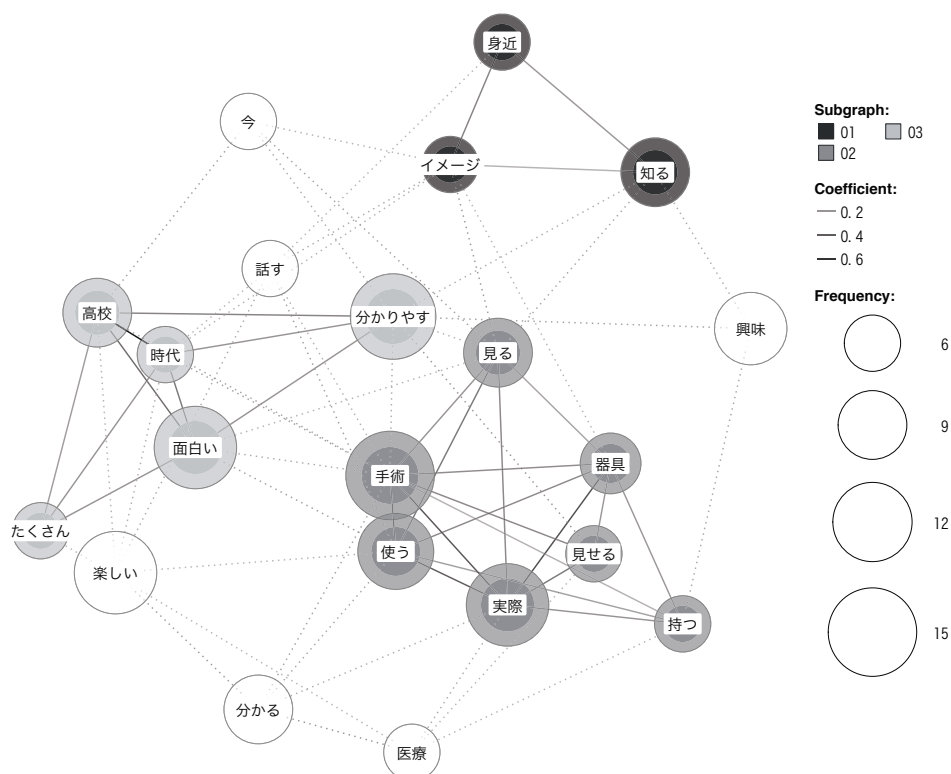 身近
今
イメージ
知る
話す
高校
分かりやす
時代
見る
興味
面白い
手術
器具
たくさん
使う
見せる
楽しい
実際
持つ
分かる
医療
Subgraph:
01
03
02
Coefficient:
0.2
0.4
0.6
Frequency:
6
9
12
15